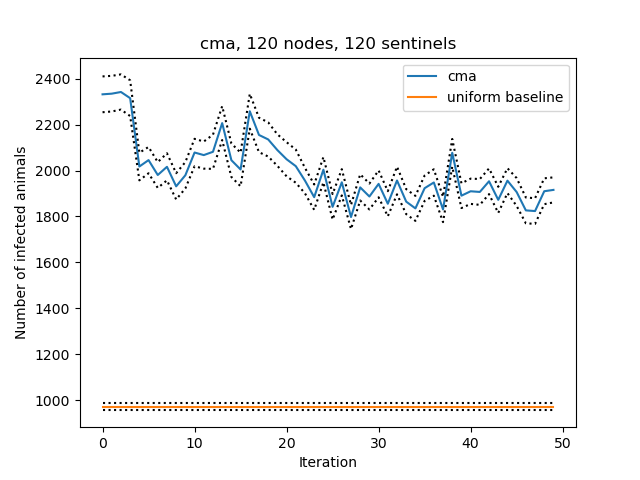 cma, 120 nodes, 120 sentinels
cma
uniform baseline
2400
2200
2000
1800
1600
1400
1200
1000
Number of infected animals
0 10 20 30 40 50
Iteration